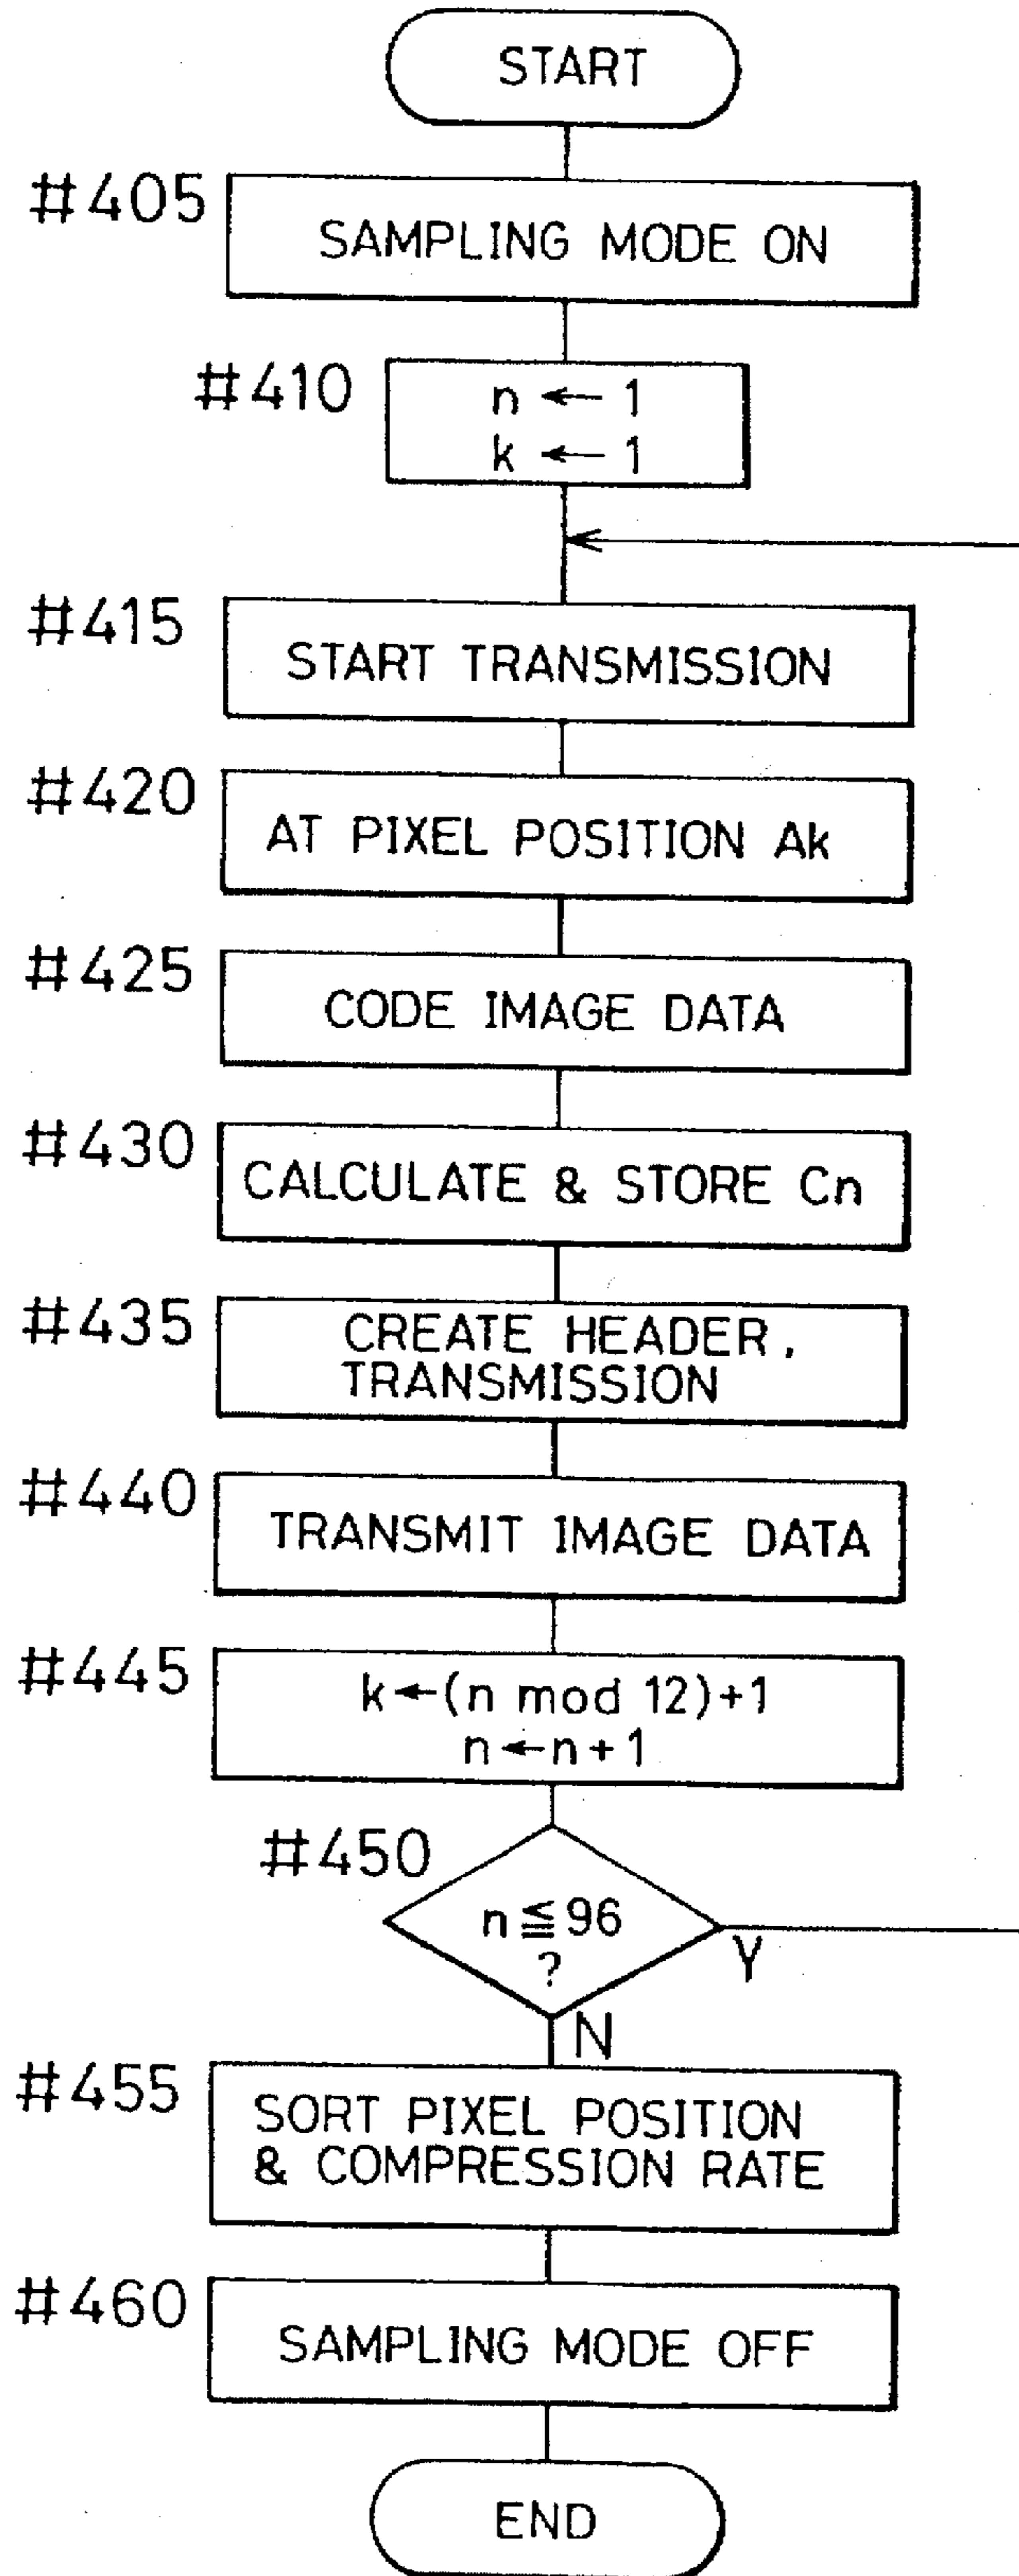 START
#405
SAMPLING MODE ON
#410
n ← 1
k ← 1
#415
START TRANSMISSION
#420
AT PIXEL POSITION Ak
#425
CODE IMAGE DATA
#430
CALCULATE & STORE Cn
#435
CREATE HEADER,
TRANSMISSION
#440
TRANSMIT IMAGE DATA
#445
k←(n mod 12)+1
n←n+1
#450
n≦96
?
Y
N
#455
SORT PIXEL POSITION
& COMPRESSION RATE
#460
SAMPLING MODE OFF
END